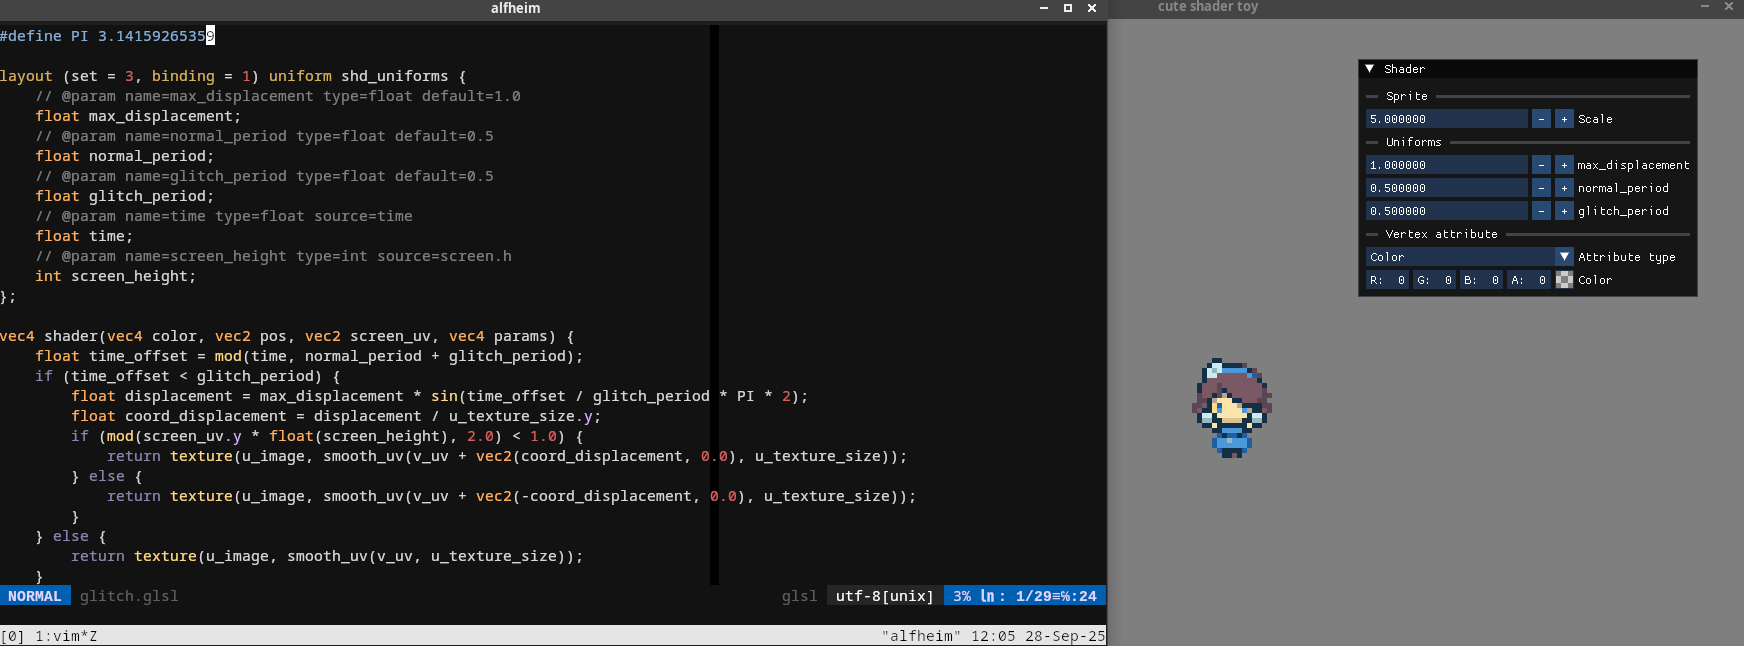 alfheim
#define PI 3.14159265359
layout (set = 3, binding = 1) uniform shd_uniforms {
    // @param name=max_displacement type=float default=1.0
    float max_displacement;
    // @param name=normal_period type=float default=0.5
    float normal_period;
    // @param name=glitch_period type=float default=0.5
    float glitch_period;
    // @param name=time type=float source=time
    float time;
    // @param name=screen_height type=int source=screen.h
    int screen_height;
};
vec4 shader(vec4 color, vec2 pos, vec2 screen_uv, vec4 params) {
    float time_offset = mod(time, normal_period + glitch_period);
    if (time_offset < glitch_period) {
        float displacement = max_displacement * sin(time_offset / glitch_period * PI * 2);
        float coord_displacement = displacement / u_texture_size.y;
        if (mod(screen_uv.y * float(screen_height), 2.0) < 1.0) {
            return texture(u_image, smooth_uv(v_uv + vec2(coord_displacement, 0.0), u_texture_size));
        } else {
            return texture(u_image, smooth_uv(v_uv + vec2(-coord_displacement, 0.0), u_texture_size));
        }
    } else {
        return texture(u_image, smooth_uv(v_uv, u_texture_size));
    }
NORMAL glitch.glsl glsl utf-8[unix] 3% ln : 1/29≡℅:24
[0] 1:vim*Z "alfheim" 12:05 28-Sep-25
cute shader toy
▼ Shader
Sprite
5.000000 - + Scale
Uniforms
1.000000 - + max_displacement
0.500000 - + normal_period
0.500000 - + glitch_period
Vertex attribute
Color ▼ Attribute type
R: 0 G: 0 B: 0 A: 0 Color